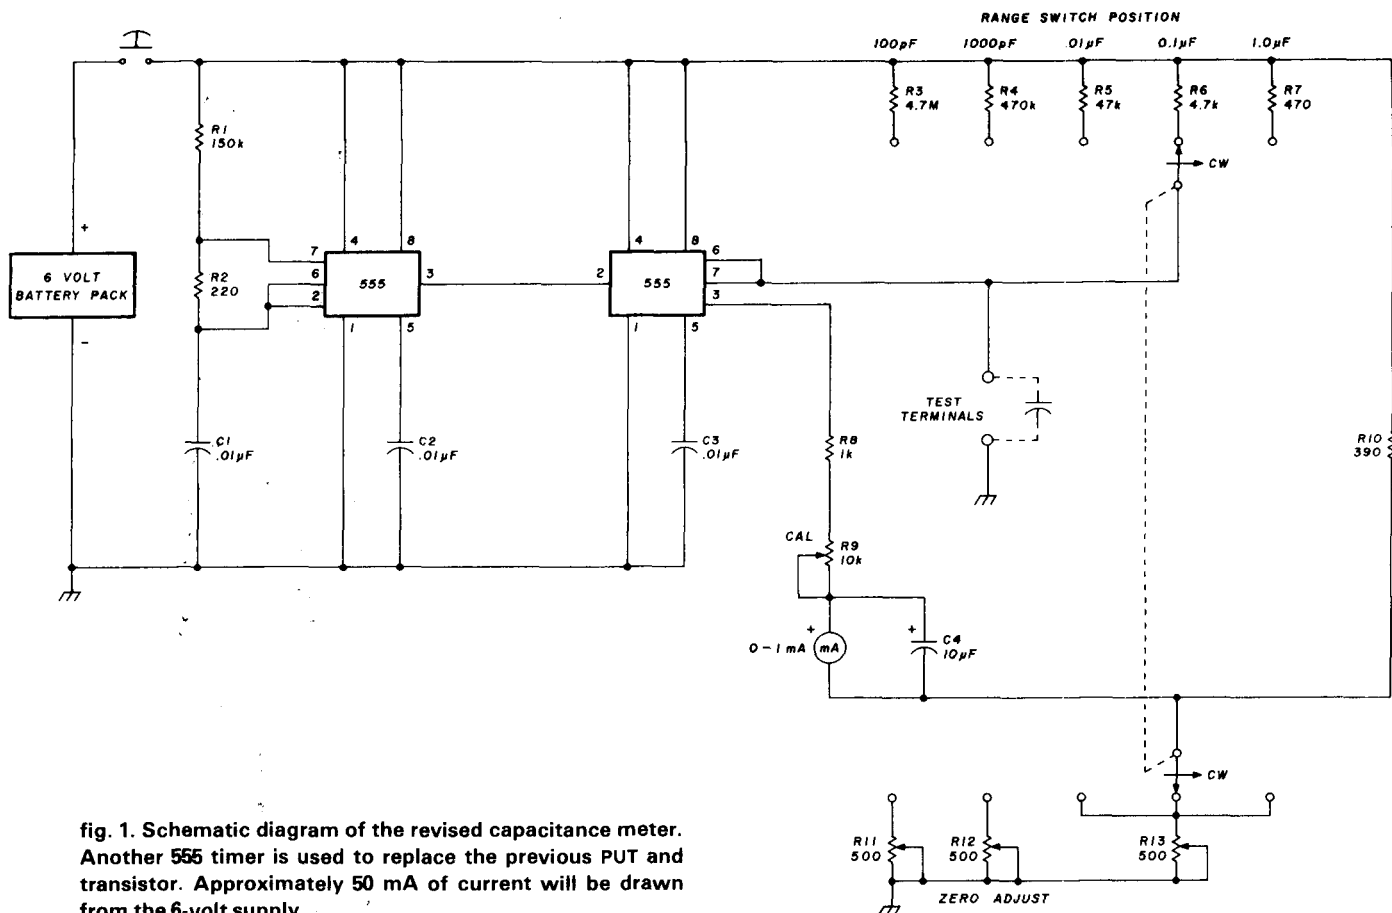 RANGE SWITCH POSITION
100pF 1000pF .01µF 0.1µF 1.0µF
R3
4.7M
R4
470k
R5
47k
R6
4.7k
R7
470
CW
R1
150k
+
6 VOLT
BATTERY PACK
-
R2
220
7
6
2
4
8
555
3
1
5
2
4
8
555
6
7
3
1
5
C1
.01µF
C2
.01µF
C3
.01µF
TEST
TERMINALS
R8
1k
R10
390
CAL
R9
10k
+
0-1mA
mA
+
C4
10µF
CW
R11
500
R12
500
R13
500
ZERO ADJUST
fig. 1. Schematic diagram of the revised capacitance meter.
Another 555 timer is used to replace the previous PUT and
transistor. Approximately 50 mA of current will be drawn
from the 6-volt supply.